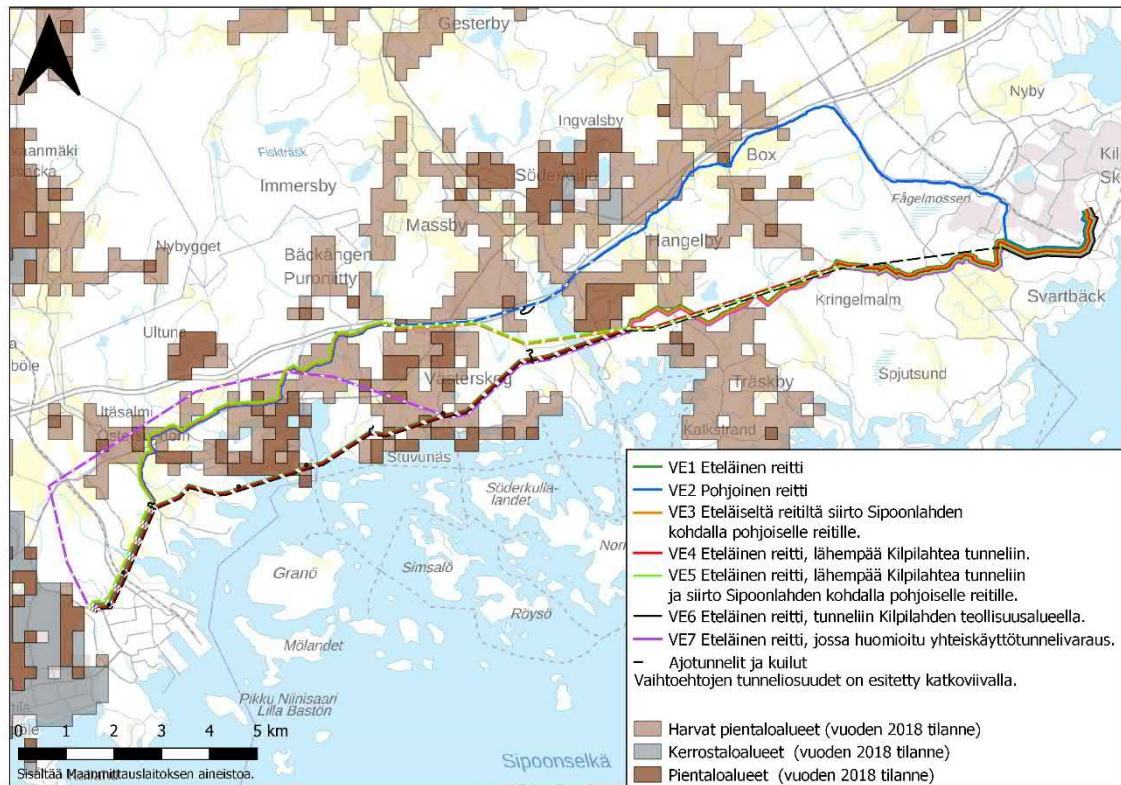 Gesterby
Nyby
Ingvalsby
Box
Fisktrásk
Immersby
Fågelmossen
Massby
Hangelby
Nybygget
Bäckängen
Puroniitty
Kringelmalm
Svartbäck
Ultuna
böle
Västerskog
Träskby
Spjutsund
Itäsalmi
Kalkstrand
Stuvunäs
Söderkulla-
landet
Granö
Simsalö
Röysö
Mölandet
Pikku Niinisaari
Lilla Bastön
Sipoonselkä
VE1 Eteläinen reitti
VE2 Pohjoinen reitti
VE3 Eteläiseltä reitiltä siirto Sipoonlahden
kohdalla pohjoiselle reitille.
VE4 Eteläinen reitti, lähempää Kilpilahtea tunneliin.
VE5 Eteläinen reitti, lähempää Kilpilahtea tunneliin
ja siirto Sipoonlahden kohdalla pohjoiselle reitille.
VE6 Eteläinen reitti, tunneliin Kilpilahden teollisuusalueella.
VE7 Eteläinen reitti, jossa huomioitu yhteiskäyttötunnelivaraus.
Ajotunnelit ja kuilut
Vaihtoehtojen tunneliosuudet on esitetty katkoviivalla.
Harvat pientaloalueet (vuoden 2018 tilanne)
Kerrostaloalueet (vuoden 2018 tilanne)
Pientaloalueet (vuoden 2018 tilanne)
0 1 2 3 4 5 km
Sisältää Maanmittauslaitoksen aineistoa.